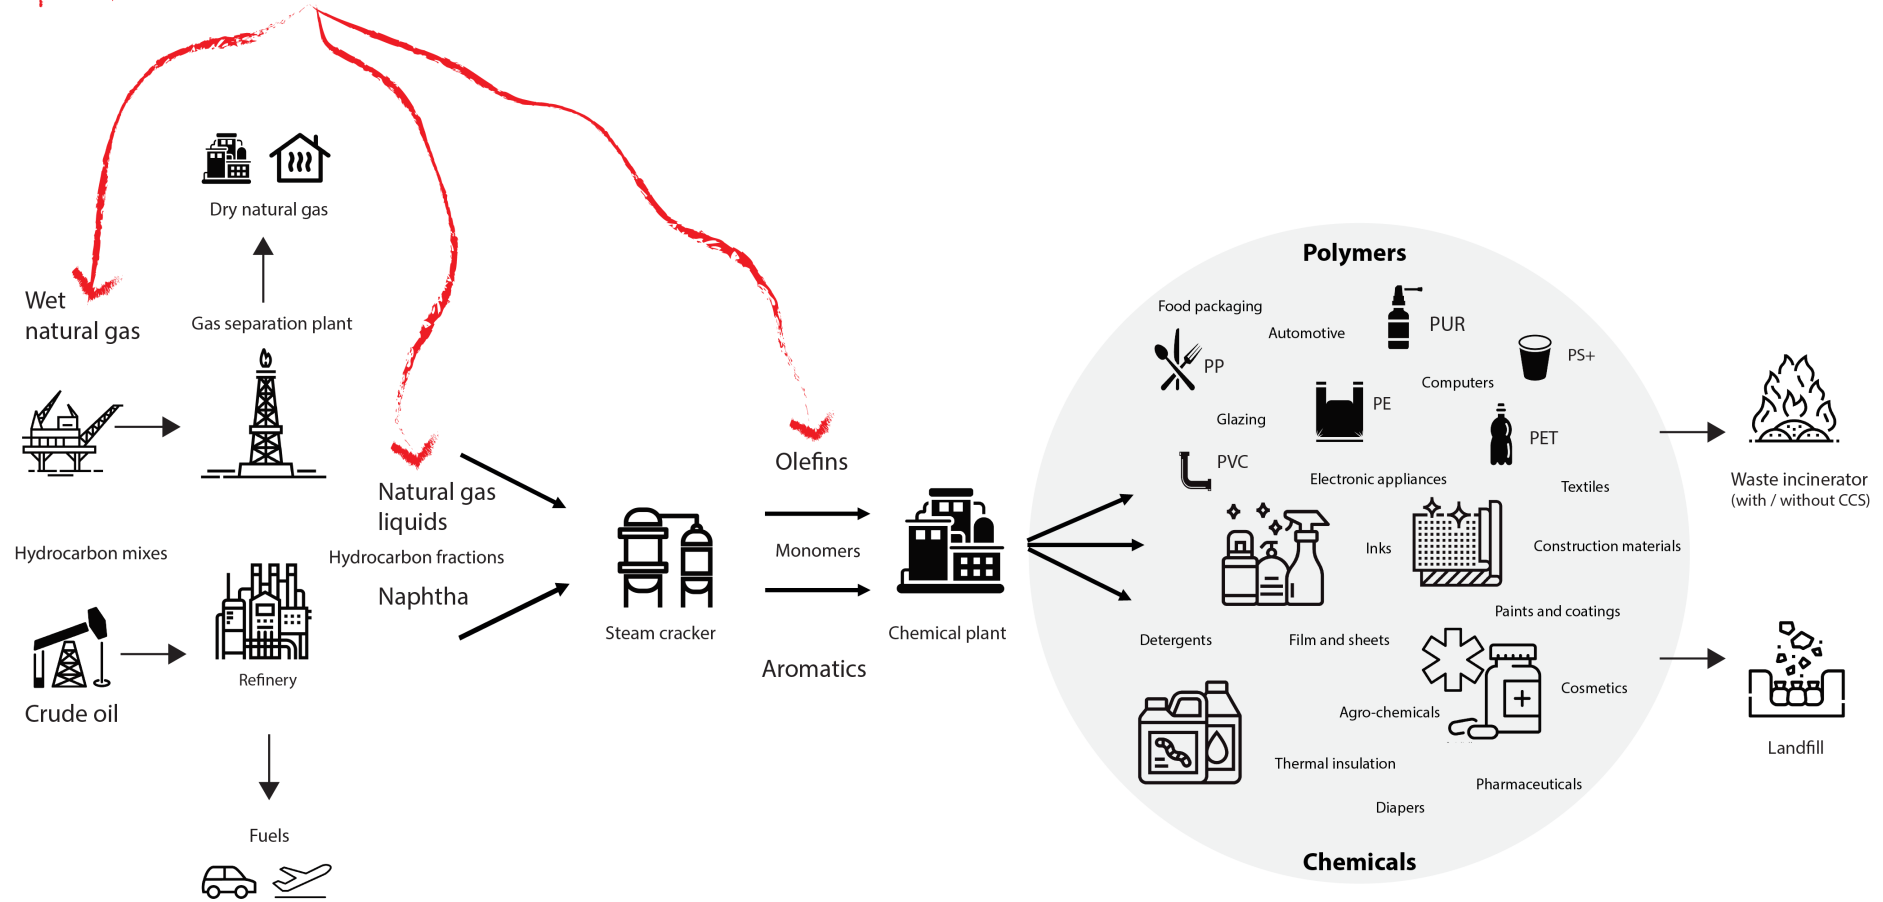 Dry natural gas
Wet
natural gas
Gas separation plant
Natural gas
liquids
Hydrocarbon mixes
Hydrocarbon fractions
Naphtha
Refinery
Crude oil
Fuels
Olefins
Monomers
Steam cracker
Chemical plant
Aromatics
Polymers
Food packaging
Automotive
PUR
PS+
PP
Computers
PE
Glazing
PET
PVC
Electronic appliances
Textiles
Inks
Construction materials
Paints and coatings
Detergents
Film and sheets
Cosmetics
Agro-chemicals
Thermal insulation
Pharmaceuticals
Diapers
Chemicals
Waste incinerator
(with / without CCS)
Landfill